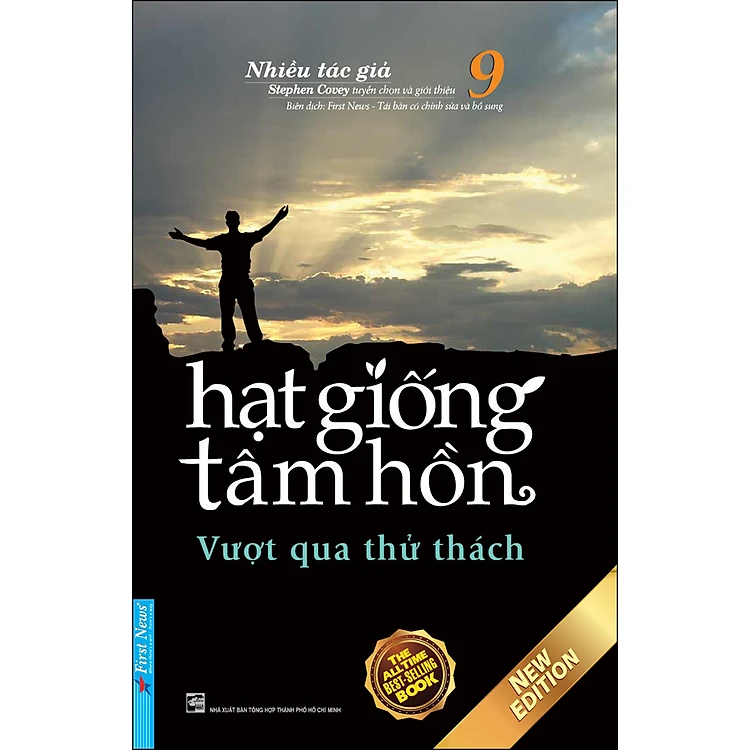 Nhiều tác giả
9
Stephen Covey tuyển chọn và giới thiệu
Biên dịch: First News - Tái bản có chỉnh sửa và bổ sung
hạt giống
tâm hồn
Vượt qua thử thách
First News
THE
ALL TIME
BEST-SELLING
BOOK
NEW
EDITION
NHÀ XUẤT BẢN TỔNG HỢP THÀNH PHỐ HỒ CHÍ MINH